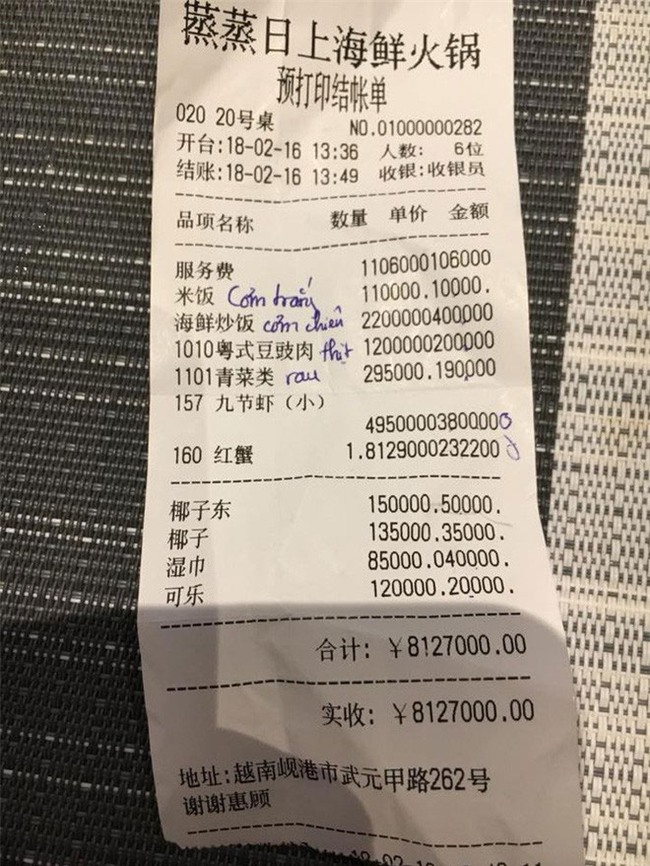 蒸蒸日上海鲜火锅
预打印结帐单
020 20号桌 NO.01000000282
开台:18-02-16 13:36 人数: 6位
结账:18-02-16 13:49 收银:收银员
品项名称 数量 单价 金额
服务费 1106000106000
米饭 Cơm trắng 110000.10000.
海鲜炒饭 cơm chiên 2200000400000
1010粤式豆豉肉 thịt 1200000200000
1101青菜类 rau 295000.190000
157 九节虾(小)
49500003800000
160 红蟹 1.8129000232200
椰子东 150000.50000.
椰子 135000.35000.
湿巾 85000.040000.
可乐 120000.20000.
合计: ¥8127000.00
实收: ¥8127000.00
地址:越南岘港市武元甲路262号
谢谢惠顾